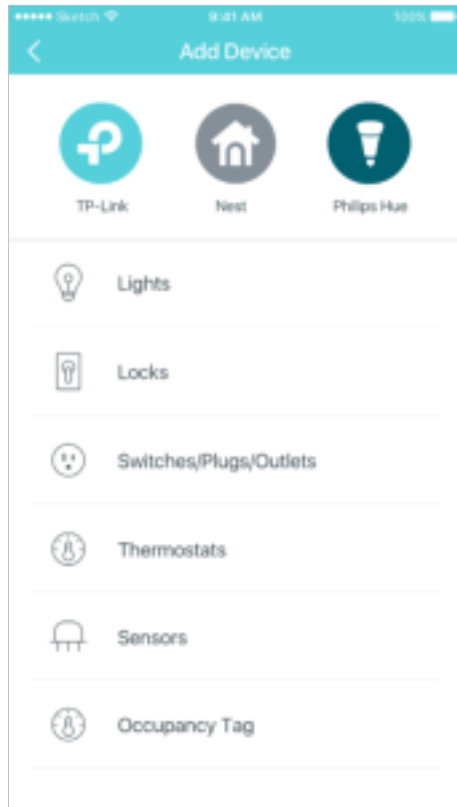 Sketch 9:41 AM 100%
Add Device
TP-Link Nest Philips Hue
Lights
Locks
Switches/Plugs/Outlets
Thermostats
Sensors
Occupancy Tag